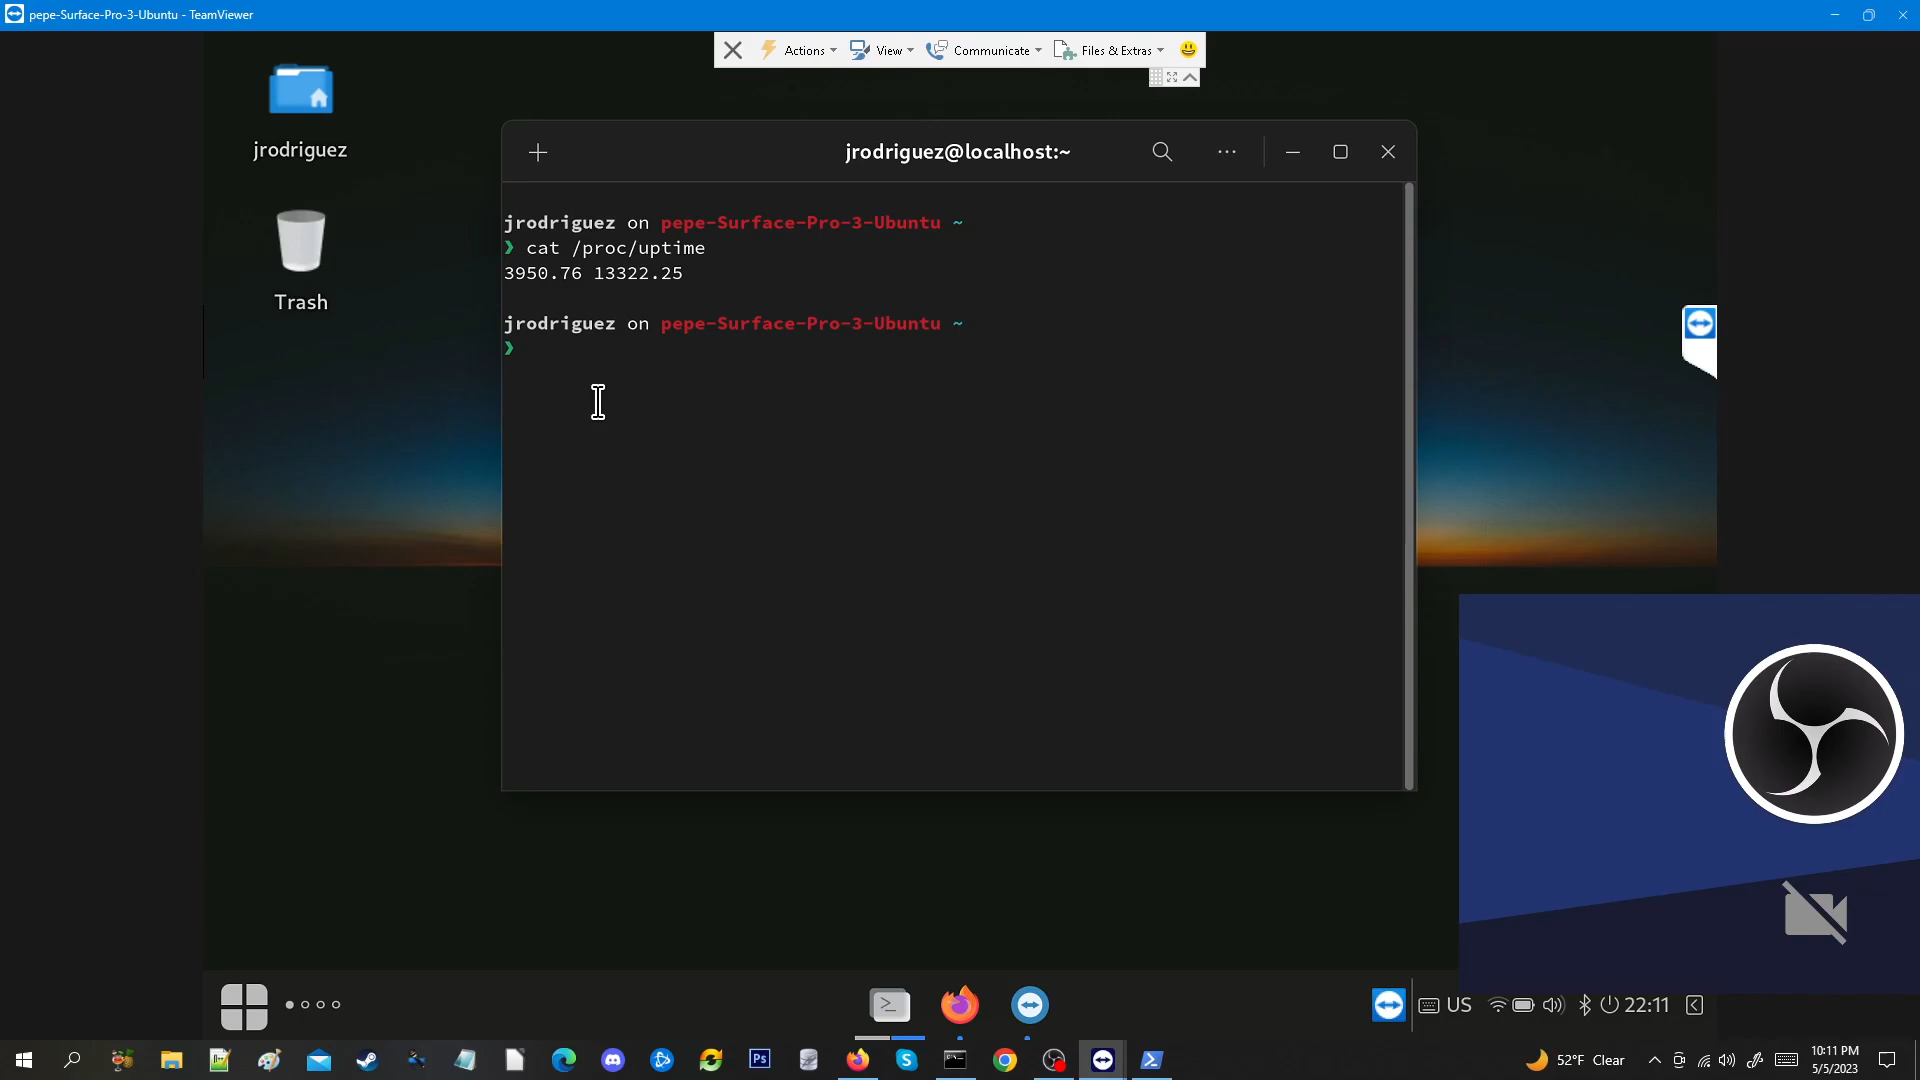 pepe-Surface-Pro-3-Ubuntu - TeamViewer
Actions View Communicate Files & Extras
jrodriguez
Trash
jrodriguez@localhost:~
jrodriguez on pepe-Surface-Pro-3-Ubuntu ~
❯ cat /proc/uptime
3950.76 13322.25
jrodriguez on pepe-Surface-Pro-3-Ubuntu ~
❯
US 22:11
Ps
52°F Clear
10:11 PM
5/5/2023